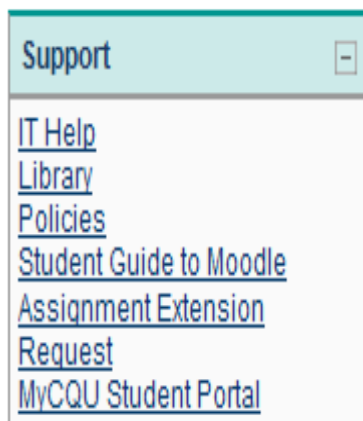 Support
IT Help
Library
Policies
Student Guide to Moodle
Assignment Extension
Request
MyCQU Student Portal